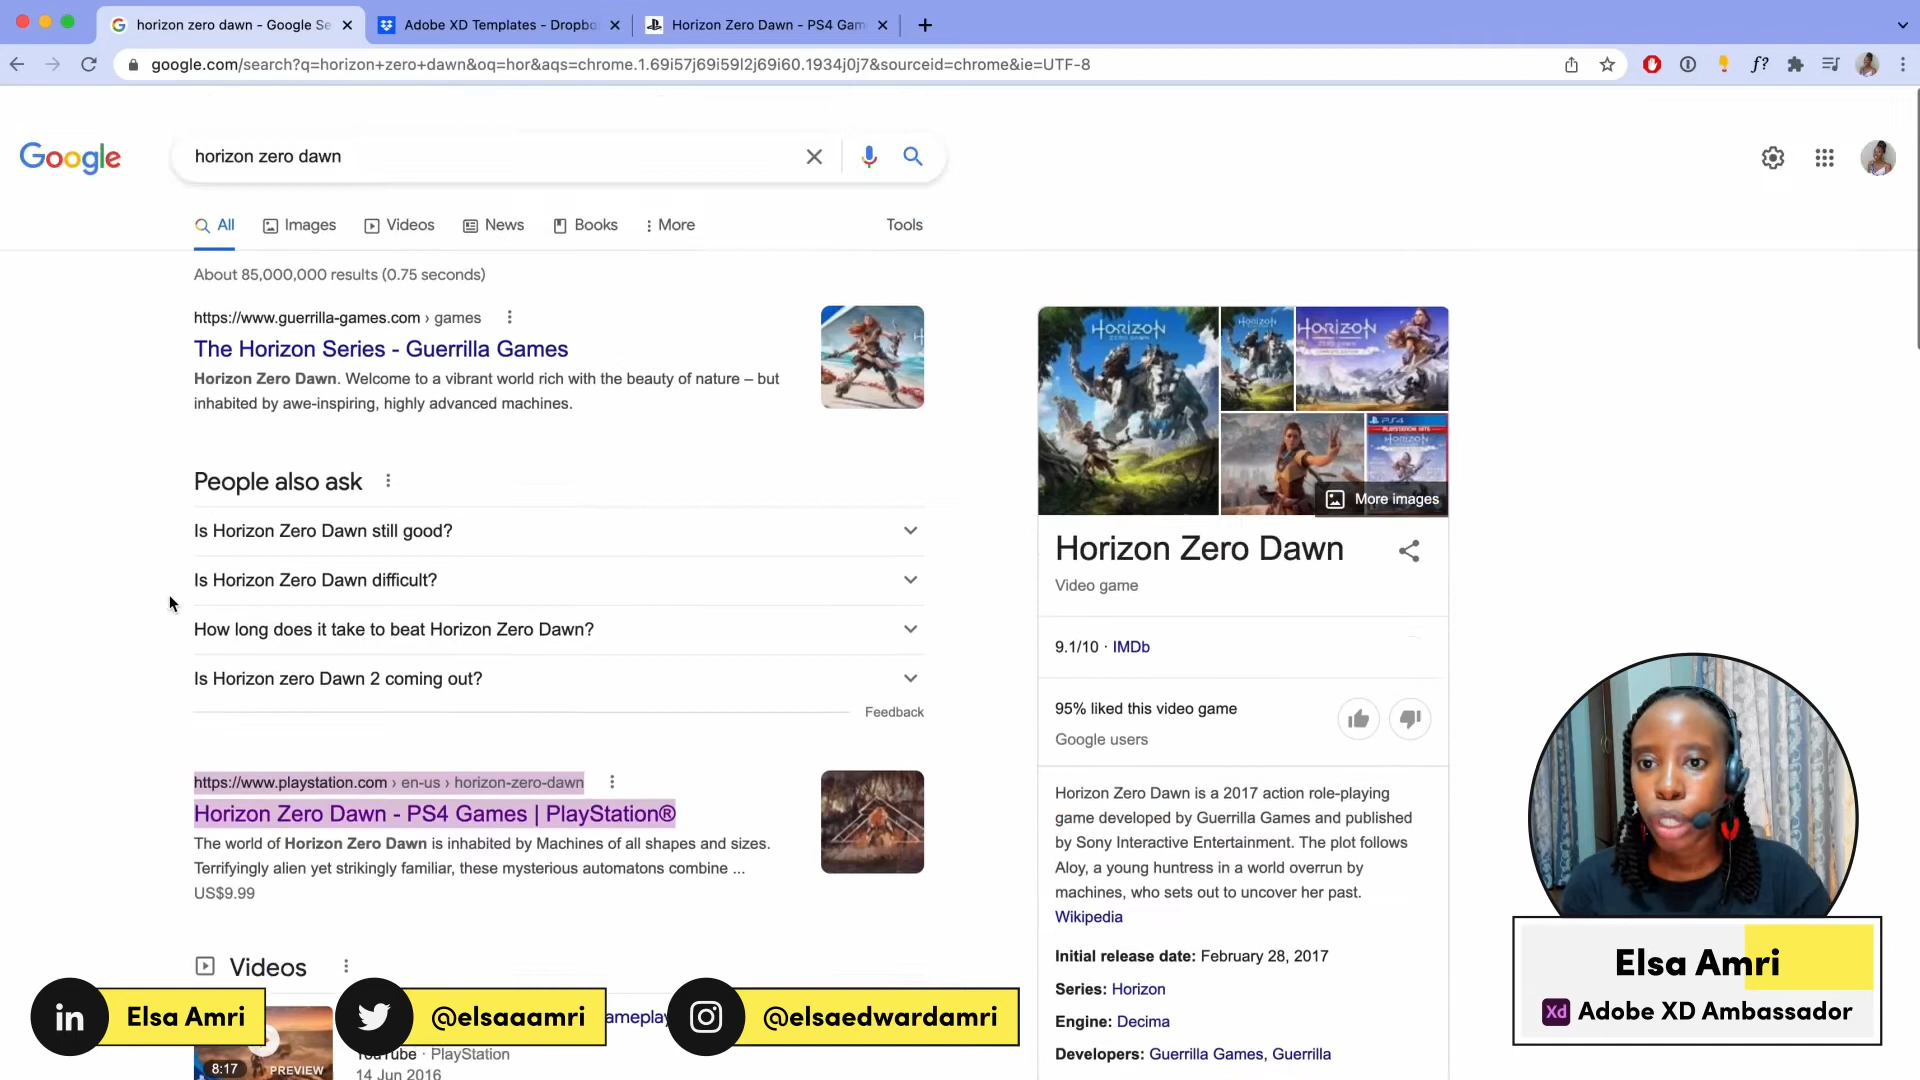 horizon zero dawn - Google Se
Adobe XD Templates - Dropbo
Horizon Zero Dawn - PS4 Gam
google.com/search?q=horizon+zero+dawn&oq=hor&aqs=chrome.1.69i57j69i59l2j69i60.1934j0j7&sourceid=chrome&ie=UTF-8
f?
Google
horizon zero dawn
All
Images
Videos
News
Books
More
Tools
About 85,000,000 results (0.75 seconds)
https://www.guerrilla-games.com › games
The Horizon Series - Guerrilla Games
Horizon Zero Dawn. Welcome to a vibrant world rich with the beauty of nature – but
inhabited by awe-inspiring, highly advanced machines.
People also ask
Is Horizon Zero Dawn still good?
Is Horizon Zero Dawn difficult?
How long does it take to beat Horizon Zero Dawn?
Is Horizon zero Dawn 2 coming out?
Feedback
https://www.playstation.com › en-us › horizon-zero-dawn
Horizon Zero Dawn - PS4 Games | PlayStation®
The world of Horizon Zero Dawn is inhabited by Machines of all shapes and sizes.
Terrifyingly alien yet strikingly familiar, these mysterious automatons combine ...
US$9.99
Videos
ameplay
YouTube · PlayStation
14 Jun 2016
8:17
PREVIEW
HORIZON
HORIZON
HORIZON
PS4
HORIZON
More images
Horizon Zero Dawn
Video game
9.1/10 · IMDb
95% liked this video game
Google users
Horizon Zero Dawn is a 2017 action role-playing
game developed by Guerrilla Games and published
by Sony Interactive Entertainment. The plot follows
Aloy, a young huntress in a world overrun by
machines, who sets out to uncover her past.
Wikipedia
Initial release date: February 28, 2017
Series: Horizon
Engine: Decima
Developers: Guerrilla Games, Guerrilla
in
Elsa Amri
@elsaaamri
@elsaedwardamri
Elsa Amri
Xd Adobe XD Ambassador